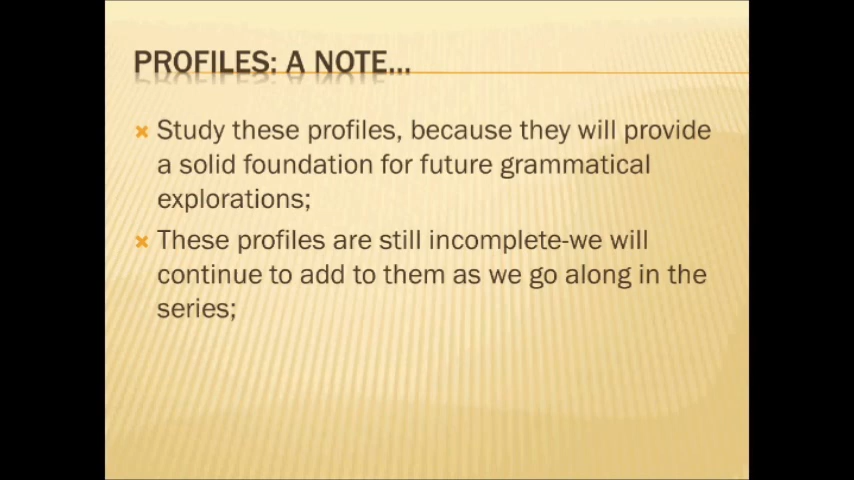 PROFILES: A NOTE...
Study these profiles, because they will provide
a solid foundation for future grammatical
explorations;
These profiles are still incomplete-we will
continue to add to them as we go along in the
series;